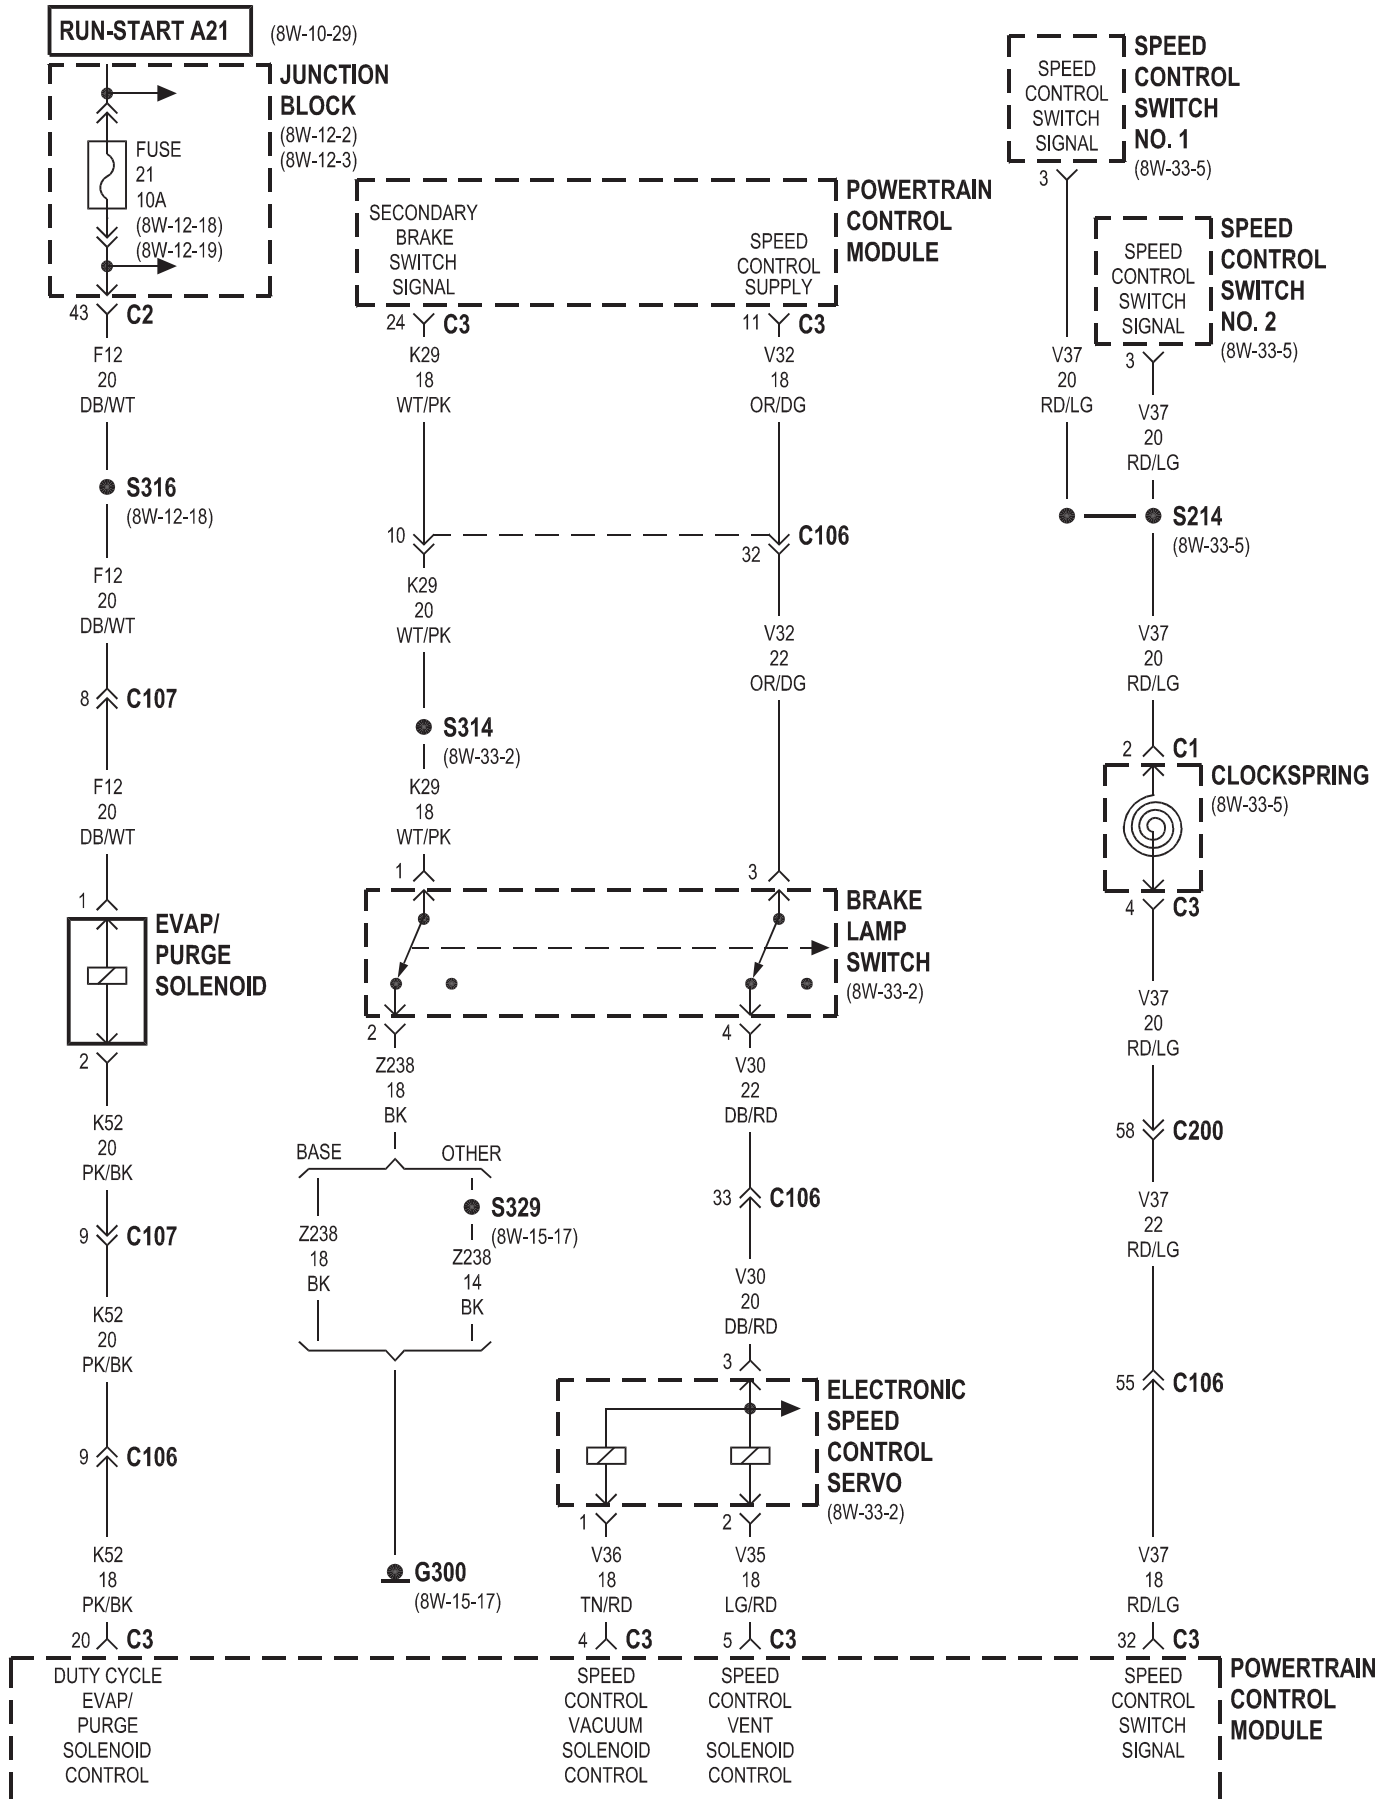 RUN-START A21
(8W-10-29)
JUNCTION
BLOCK
(8W-12-2)
(8W-12-3)
FUSE
21
10A
(8W-12-18)
(8W-12-19)
43
C2
F12
20
DB/WT
S316
(8W-12-18)
F12
20
DB/WT
8
C107
F12
20
DB/WT
1
EVAP/
PURGE
SOLENOID
2
K52
20
PK/BK
9
C107
K52
20
PK/BK
9
C106
K52
18
PK/BK
20
C3
DUTY CYCLE
EVAP/
PURGE
SOLENOID
CONTROL
POWERTRAIN
CONTROL
MODULE
SECONDARY
BRAKE
SWITCH
SIGNAL
24
C3
K29
18
WT/PK
10
K29
20
WT/PK
S314
(8W-33-2)
K29
18
WT/PK
1
SPEED
CONTROL
SUPPLY
11
C3
V32
18
OR/DG
C106
32
V32
22
OR/DG
3
BRAKE
LAMP
SWITCH
(8W-33-2)
2
Z238
18
BK
BASE
OTHER
S329
(8W-15-17)
Z238
18
BK
Z238
14
BK
G300
(8W-15-17)
4
V30
22
DB/RD
33
C106
V30
20
DB/RD
3
ELECTRONIC
SPEED
CONTROL
SERVO
(8W-33-2)
1
V36
18
TN/RD
4
C3
SPEED
CONTROL
VACUUM
SOLENOID
CONTROL
2
V35
18
LG/RD
5
C3
SPEED
CONTROL
VENT
SOLENOID
CONTROL
SPEED
CONTROL
SWITCH
SIGNAL
SPEED
CONTROL
SWITCH
NO. 1
(8W-33-5)
3
V37
20
RD/LG
SPEED
CONTROL
SWITCH
SIGNAL
SPEED
CONTROL
SWITCH
NO. 2
(8W-33-5)
3
V37
20
RD/LG
S214
(8W-33-5)
V37
20
RD/LG
2
C1
CLOCKSPRING
(8W-33-5)
4
C3
V37
20
RD/LG
58
C200
V37
22
RD/LG
55
C106
V37
18
RD/LG
32
C3
SPEED
CONTROL
SWITCH
SIGNAL
POWERTRAIN
CONTROL
MODULE